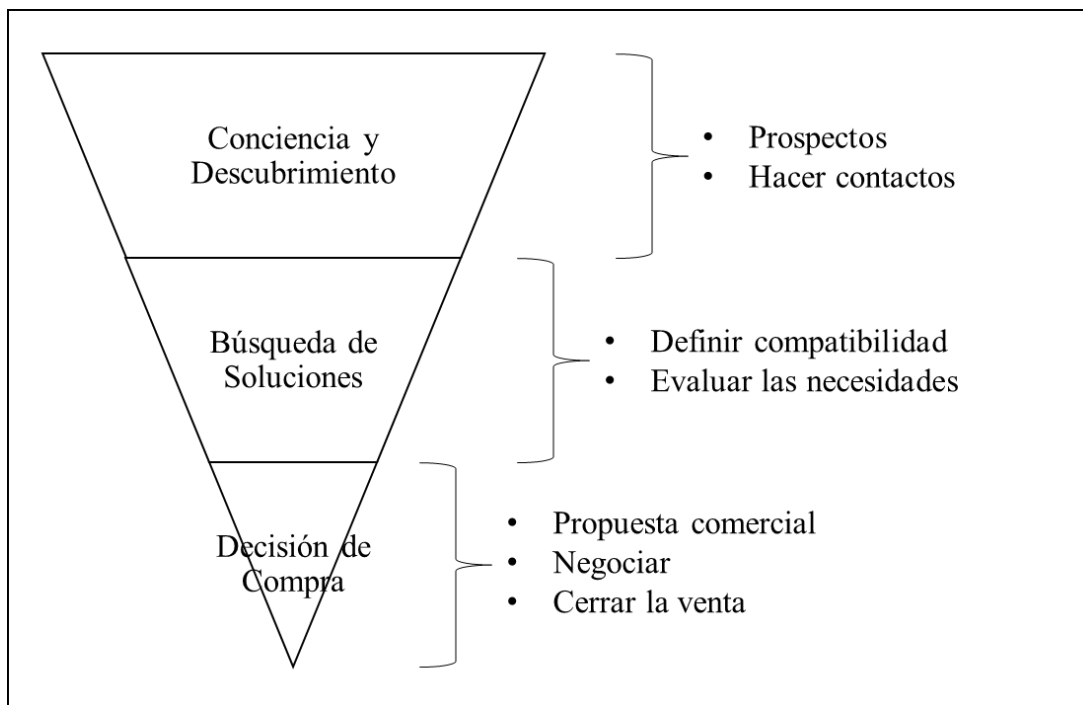 Conciencia y
Descubrimiento
• Prospectos
• Hacer contactos
Búsqueda de
Soluciones
• Definir compatibilidad
• Evaluar las necesidades
Decisión de
Compra
• Propuesta comercial
• Negociar
• Cerrar la venta